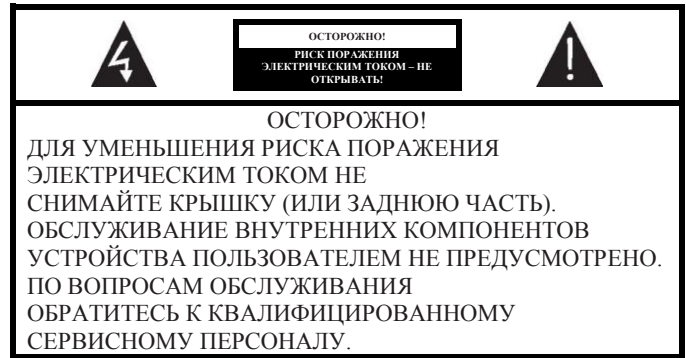 ОСТОРОЖНО!
РИСК ПОРАЖЕНИЯ
ЭЛЕКТРИЧЕСКИМ ТОКОМ – НЕ
ОТКРЫВАТЬ!
ОСТОРОЖНО!
ДЛЯ УМЕНЬШЕНИЯ РИСКА ПОРАЖЕНИЯ
ЭЛЕКТРИЧЕСКИМ ТОКОМ НЕ
СНИМАЙТЕ КРЫШКУ (ИЛИ ЗАДНЮЮ ЧАСТЬ).
ОБСЛУЖИВАНИЕ ВНУТРЕННИХ КОМПОНЕНТОВ
УСТРОЙСТВА ПОЛЬЗОВАТЕЛЕМ НЕ ПРЕДУСМОТРЕНО.
ПО ВОПРОСАМ ОБСЛУЖИВАНИЯ
ОБРАТИТЕСЬ К КВАЛИФИЦИРОВАННОМУ
СЕРВИСНОМУ ПЕРСОНАЛУ.